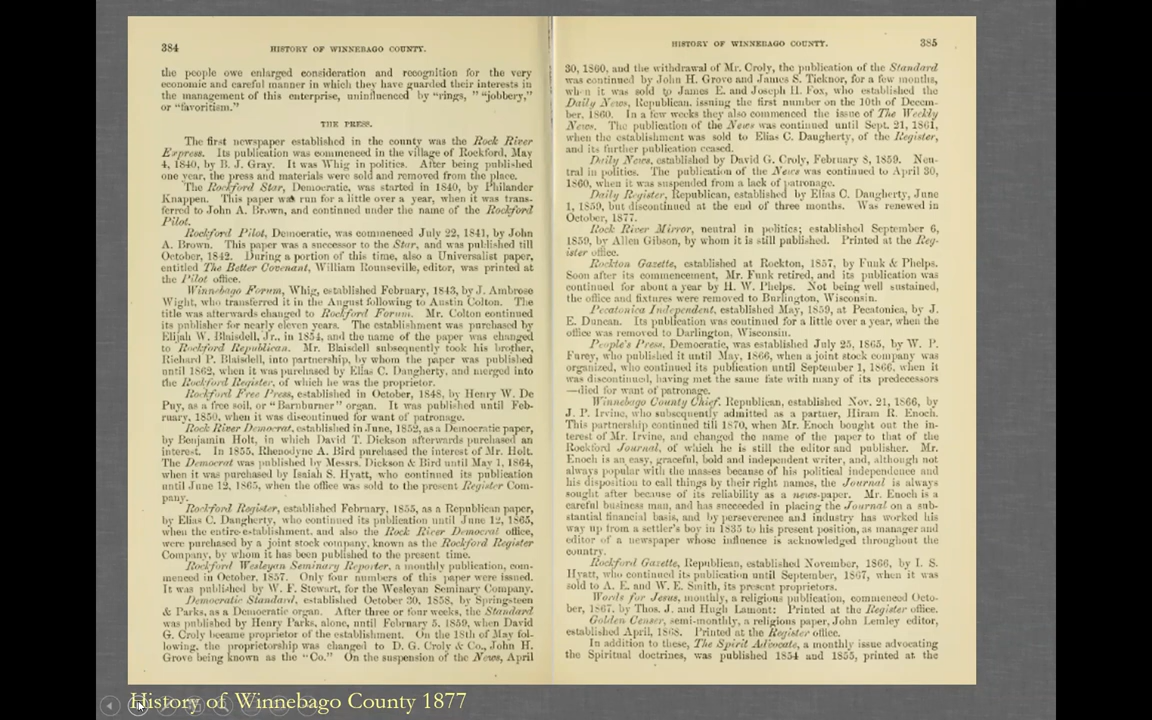 384 HISTORY OF WINNEBAGO COUNTY.
the people owe enlarged consideration and recognition for the very
economic and careful manner in which they have guarded their interests in
the management of this enterprise, uninfluenced by "rings," "jobbery,"
or "favoritism."
THE PRESS.
The first newspaper established in the county was the Rock River
Express. Its publication was commenced in the village of Rockford, May
4, 1840, by B. J. Gray. It was Whig in politics. After being published
one year, the press and materials were sold and removed from the place.
The Rockford Star, Democratic, was started in 1840, by Philander
Knappen. This paper was run for a little over a year, when it was trans-
ferred to John A. Brown, and continued under the name of the Rockford
Pilot.
Rockford Pilot, Democratic, was commenced July 22, 1841, by John
A. Brown. This paper was a successor to the Star, and was published till
October, 1842. During a portion of this time, also a Universalist paper,
entitled The Better Covenant, William Rounseville, editor, was printed at
the Pilot office.
Winnebago Forum, Whig, established February, 1843, by J. Ambrose
Wight, who transferred it in the August following to Austin Colton. The
title was afterwards changed to Rockford Forum. Mr. Colton continued
its publisher for nearly eleven years. The establishment was purchased by
Elijah W. Blaisdell, Jr., in 1854, and the name of the paper was changed
to Rockford Republican. Mr. Blaisdell subsequently took his brother,
Richard P. Blaisdell, into partnership, by whom the paper was published
until 1862, when it was purchased by Elias C. Daugherty, and merged into
the Rockford Register, of which he was the proprietor.
Rockford Free Press, established in October, 1848, by Henry W. De
Puy, as a free soil, or "Barnburner" organ. It was published until Feb-
ruary, 1850, when it was discontinued for want of patronage.
Rock River Democrat, established in June, 1852, as a Democratic paper,
by Benjamin Holt, in which David T. Dickson afterwards purchased an
interest. In 1855, Rhenodyne A. Bird purchased the interest of Mr. Holt.
The Democrat was published by Messrs. Dickson & Bird until May 1, 1864,
when it was purchased by Isaiah S. Hyatt, who continued its publication
until June 12, 1865, when the office was sold to the present Register Com-
pany.
Rockford Register, established February, 1855, as a Republican paper,
by Elias C. Daugherty, who continued its publication until June 12, 1865,
when the entire establishment, and also the Rock River Democrat office,
were purchased by a joint stock company, known as the Rockford Register
Company, by whom it has been published to the present time.
Rockford Wesleyan Seminary Reporter, a monthly publication, com-
menced in October, 1857. Only four numbers of this paper were issued.
It was published by W. F. Stewart, for the Wesleyan Seminary Company.
Democratic Standard, established October 30, 1858, by Springsteen
& Parks, as a Democratic organ. After three or four weeks, the Standard
was published by Henry Parks, alone, until February 5, 1859, when David
G. Croly became proprietor of the establishment. On the 18th of May fol-
lowing, the proprietorship was changed to D. G. Croly & Co., John H.
Grove being known as the "Co." On the suspension of the News, April
HISTORY OF WINNEBAGO COUNTY. 385
30, 1860, and the withdrawal of Mr. Croly, the publication of the Standard
was continued by John H. Grove and James S. Ticknor, for a few months,
when it was sold to James E. and Joseph H. Fox, who established the
Daily News, Republican, issuing the first number on the 10th of Decem-
ber, 1860. In a few weeks they also commenced the issue of The Weekly
News. The publication of the News was continued until Sept. 21, 1861,
when the establishment was sold to Elias C. Daugherty, of the Register,
and its further publication ceased.
Daily News, established by David G. Croly, February 8, 1859. Neu-
tral in politics. The publication of the News was continued to April 30,
1860, when it was suspended from a lack of patronage.
Daily Register, Republican, established by Elias C. Daugherty, June
1, 1859, but discontinued at the end of three months. Was renewed in
October, 1877.
Rock River Mirror, neutral in politics; established September 6,
1859, by Allen Gibson, by whom it is still published. Printed at the Reg-
ister office.
Rockton Gazette, established at Rockton, 1857, by Funk & Phelps.
Soon after its commencement, Mr. Funk retired, and its publication was
continued for about a year by H. W. Phelps. Not being well sustained,
the office and fixtures were removed to Burlington, Wisconsin.
Pecatonica Independent, established May, 1859, at Pecatonica, by J.
E. Duncan. Its publication was continued for a little over a year, when the
office was removed to Darlington, Wisconsin.
People's Press, Democratic, was established July 25, 1865, by W. P.
Furey, who published it until May, 1866, when a joint stock company was
organized, who continued its publication until September 1, 1866, when it
was discontinued, having met the same fate with many of its predecessors
—died for want of patronage.
Winnebago County Chief, Republican, established Nov. 21, 1866, by
J. P. Irvine, who subsequently admitted as a partner, Hiram R. Enoch.
This partnership continued till 1870, when Mr. Enoch bought out the in-
terest of Mr. Irvine, and changed the name of the paper to that of the
Rockford Journal, of which he is still the editor and publisher. Mr.
Enoch is an easy, graceful, bold and independent writer, and, although not
always popular with the masses because of his political independence and
his disposition to call things by their right names, the Journal is always
sought after because of its reliability as a news-paper. Mr. Enoch is a
careful business man, and has succeeded in placing the Journal on a sub-
stantial financial basis, and by perseverence and industry has worked his
way up from a settler's boy in 1835 to his present position, as manager and
editor of a newspaper whose influence is acknowledged throughout the
country.
Rockford Gazette, Republican, established November, 1866, by I. S.
Hyatt, who continued its publication until September, 1867, when it was
sold to A. E. and W. E. Smith, its present proprietors.
Words for Jesus, monthly, a religious publication, commenced Octo-
ber, 1867, by Thos. J. and Hugh Lamont: Printed at the Register office.
Golden Censer, semi-monthly, a religious paper, John Lemley editor,
established April, 1868. Printed at the Register office.
In addition to these, The Spirit Advocate, a monthly issue advocating
the Spiritual doctrines, was published 1854 and 1855, printed at the
History of Winnebago County 1877